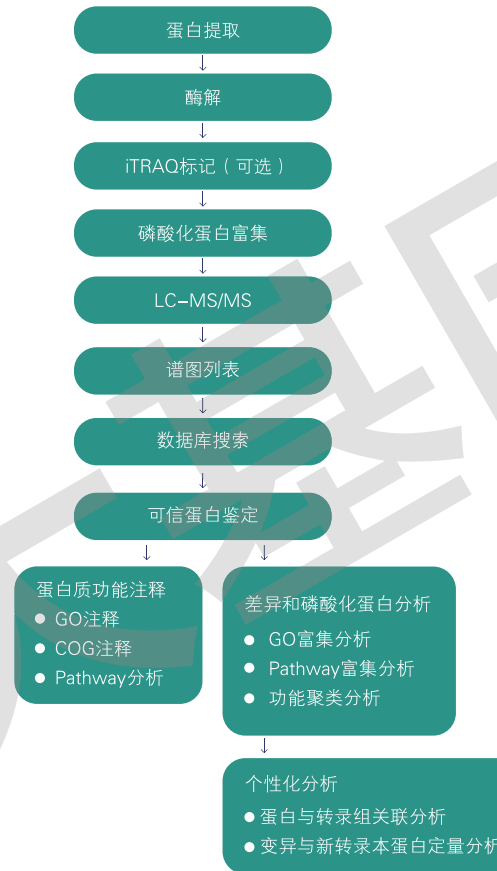 蛋白提取
酶解
iTRAQ标记（可选）
磷酸化蛋白富集
LC–MS/MS
谱图列表
数据库搜索
可信蛋白鉴定
蛋白质功能注释
GO注释
COG注释
Pathway分析
差异和磷酸化蛋白分析
GO富集分析
Pathway富集分析
功能聚类分析
个性化分析
蛋白与转录组关联分析
变异与新转录本蛋白定量分析